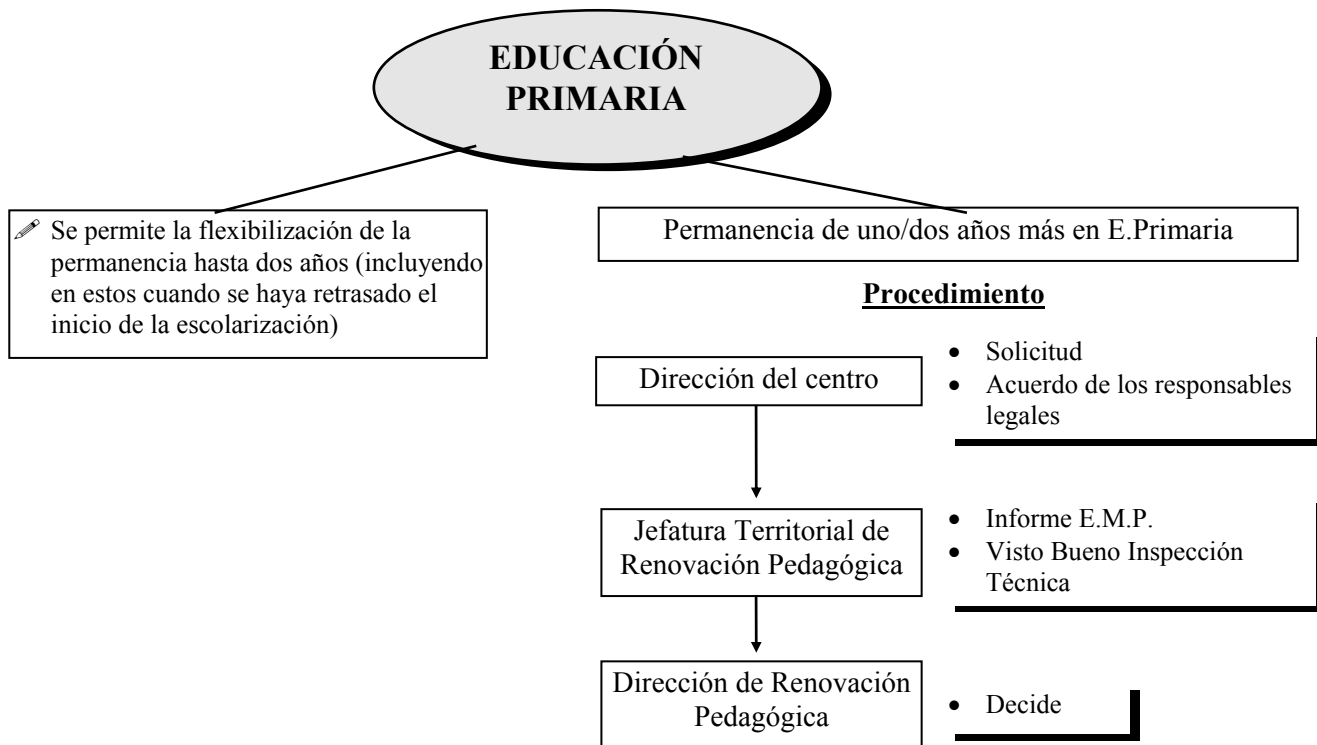 EDUCACIÓN
PRIMARIA
Se permite la flexibilización de la
permanencia hasta dos años (incluyendo
en estos cuando se haya retrasado el
inicio de la escolarización)
Permanencia de uno/dos años más en E.Primaria
Procedimiento
Dirección del centro
• Solicitud
• Acuerdo de los responsables
legales
Jefatura Territorial de
Renovación Pedagógica
• Informe E.M.P.
• Visto Bueno Inspección
Técnica
Dirección de Renovación
Pedagógica
• Decide